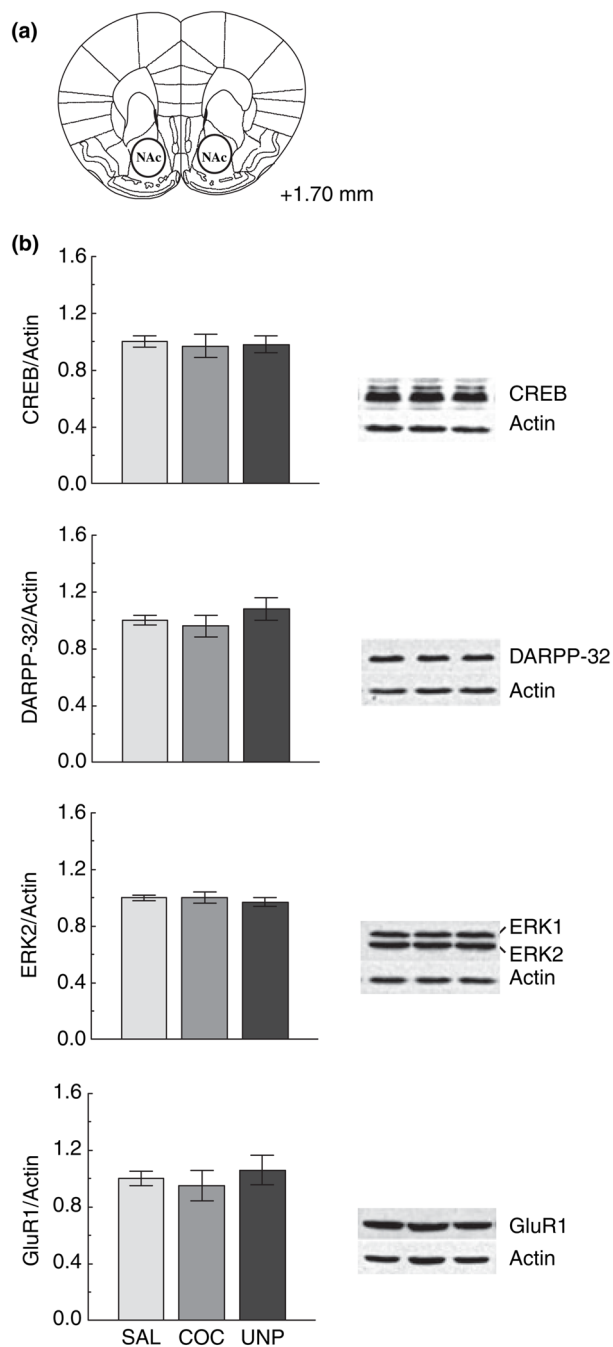 (a)
NAc NAc
+1.70 mm
(b)
CREB/Actin
1.6
1.2
0.8
0.4
0.0
CREB
Actin
DARPP-32/Actin
1.6
1.2
0.8
0.4
0.0
DARPP-32
Actin
ERK2/Actin
1.6
1.2
0.8
0.4
0.0
ERK1
ERK2
Actin
GluR1/Actin
1.6
1.2
0.8
0.4
0.0
GluR1
Actin
SAL COC UNP